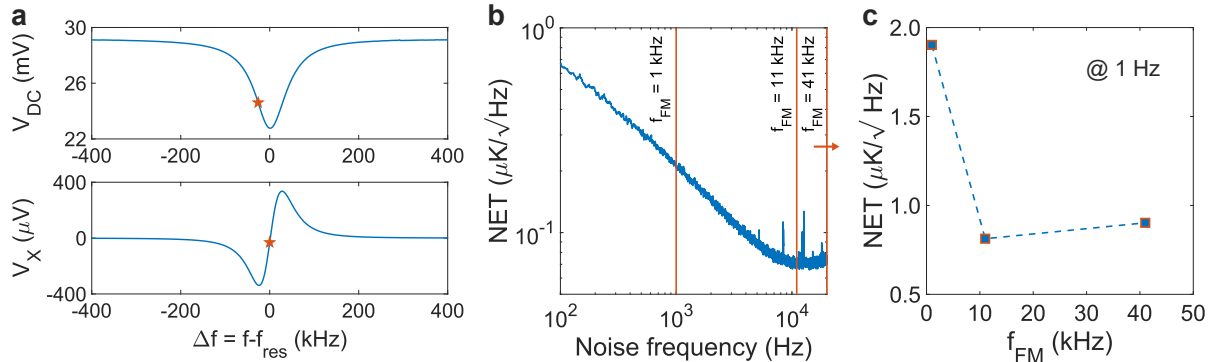 a
V_DC (mV)
30
26
22
-400 -200 0 200 400
V_X (μV)
400
0
-400
-400 -200 0 200 400
Δf = f-f_res (kHz)
b
NET (μK/√Hz)
10^0
10^-1
f_FM = 1 kHz
f_FM = 11 kHz
f_FM = 41 kHz
10^2 10^3 10^4
Noise frequency (Hz)
c
NET (μK/√ Hz)
2.0
1.5
1.0
0.5
@ 1 Hz
0 10 20 30 40 50
f_FM (kHz)